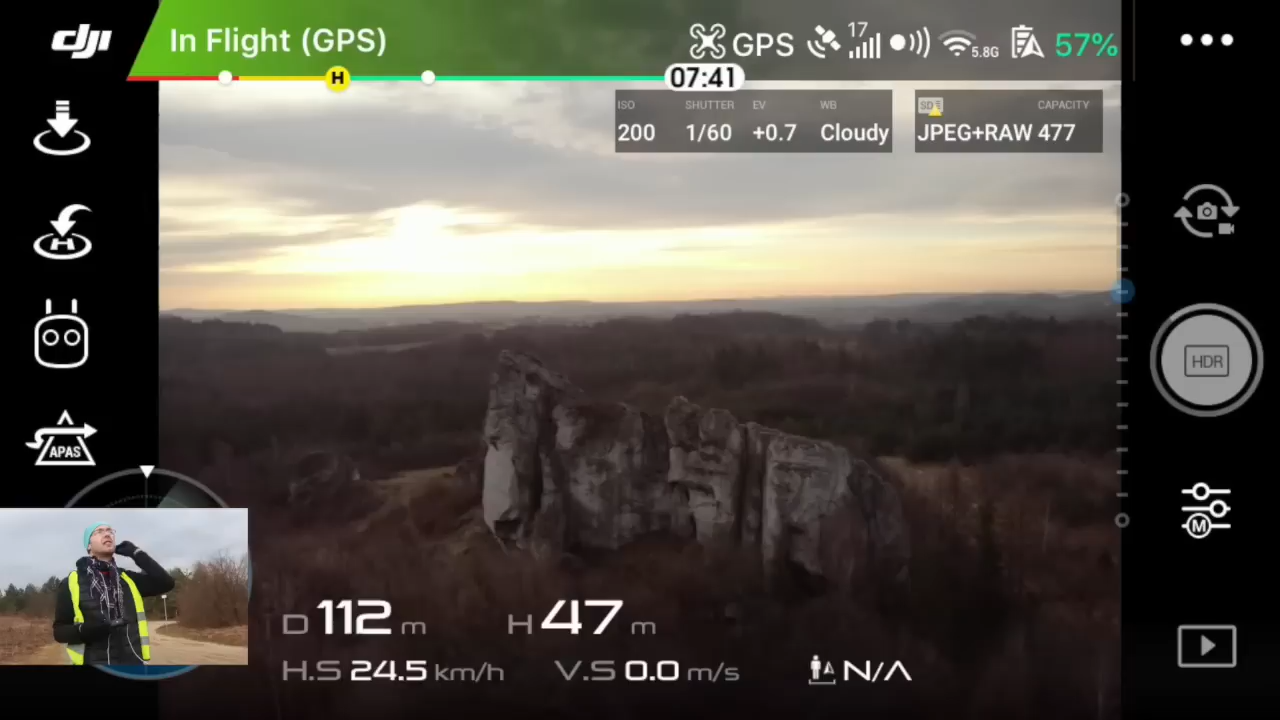 dji In Flight (GPS) GPS 17 5.8G 57%
H 07:41
ISO SHUTTER EV WB SD CAPACITY
200 1/60 +0.7 Cloudy JPEG+RAW 477
H
HDR
APAS
M
D 112 m H 47 m
H.S 24.5 km/h V.S 0.0 m/s N/A